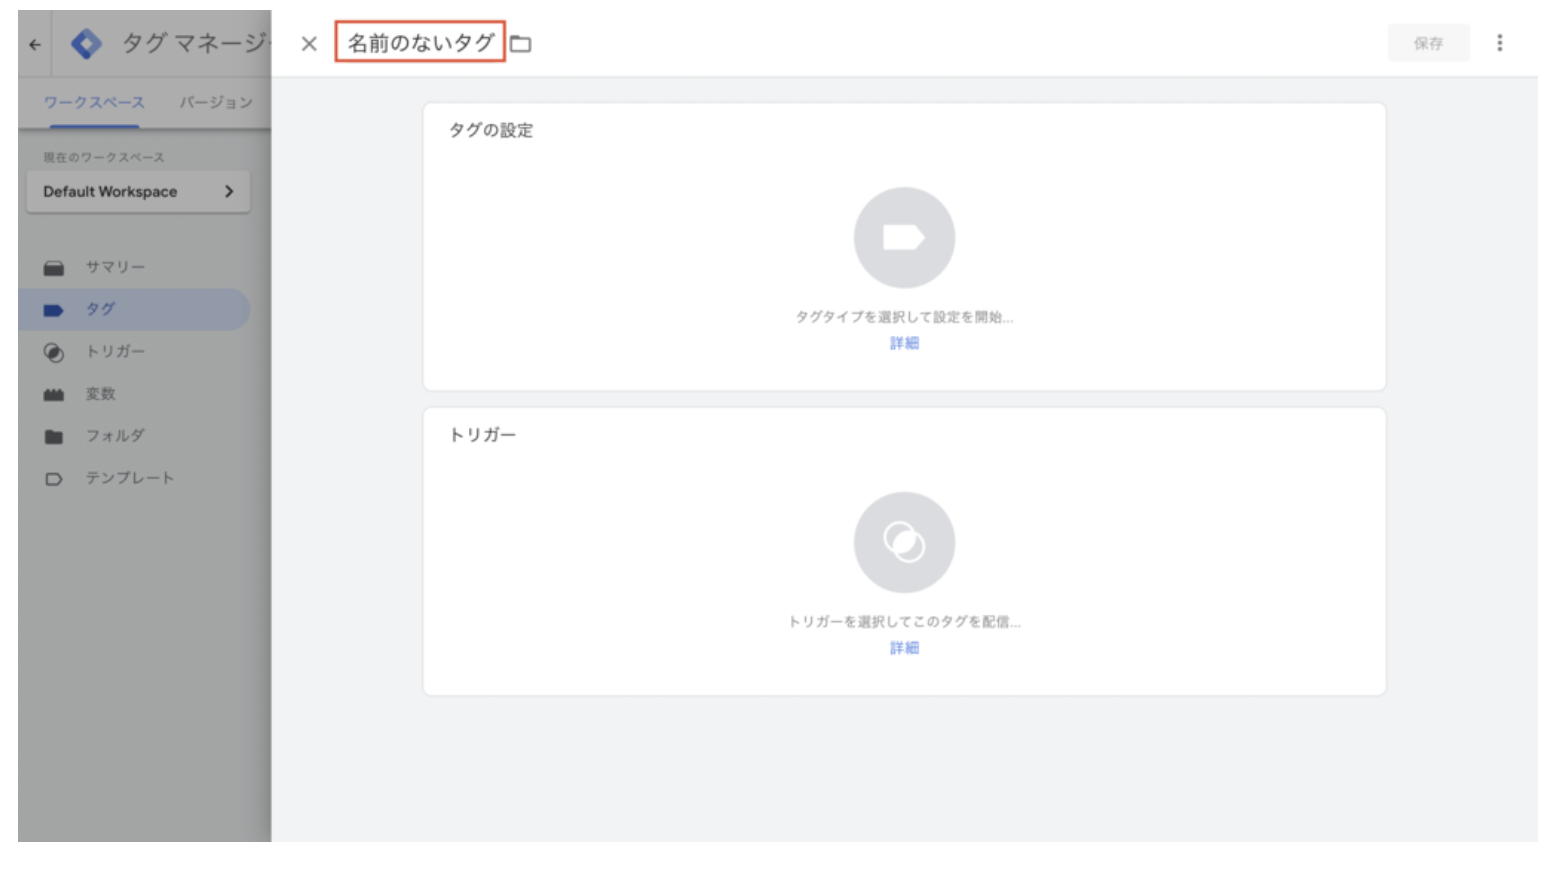 タグ マネージ
名前のないタグ
保存
ワークスペース
バージョン
現在のワークスペース
Default Workspace
サマリー
タグ
トリガー
変数
フォルダ
テンプレート
タグの設定
タグタイプを選択して設定を開始...
詳細
トリガー
トリガーを選択してこのタグを配信...
詳細